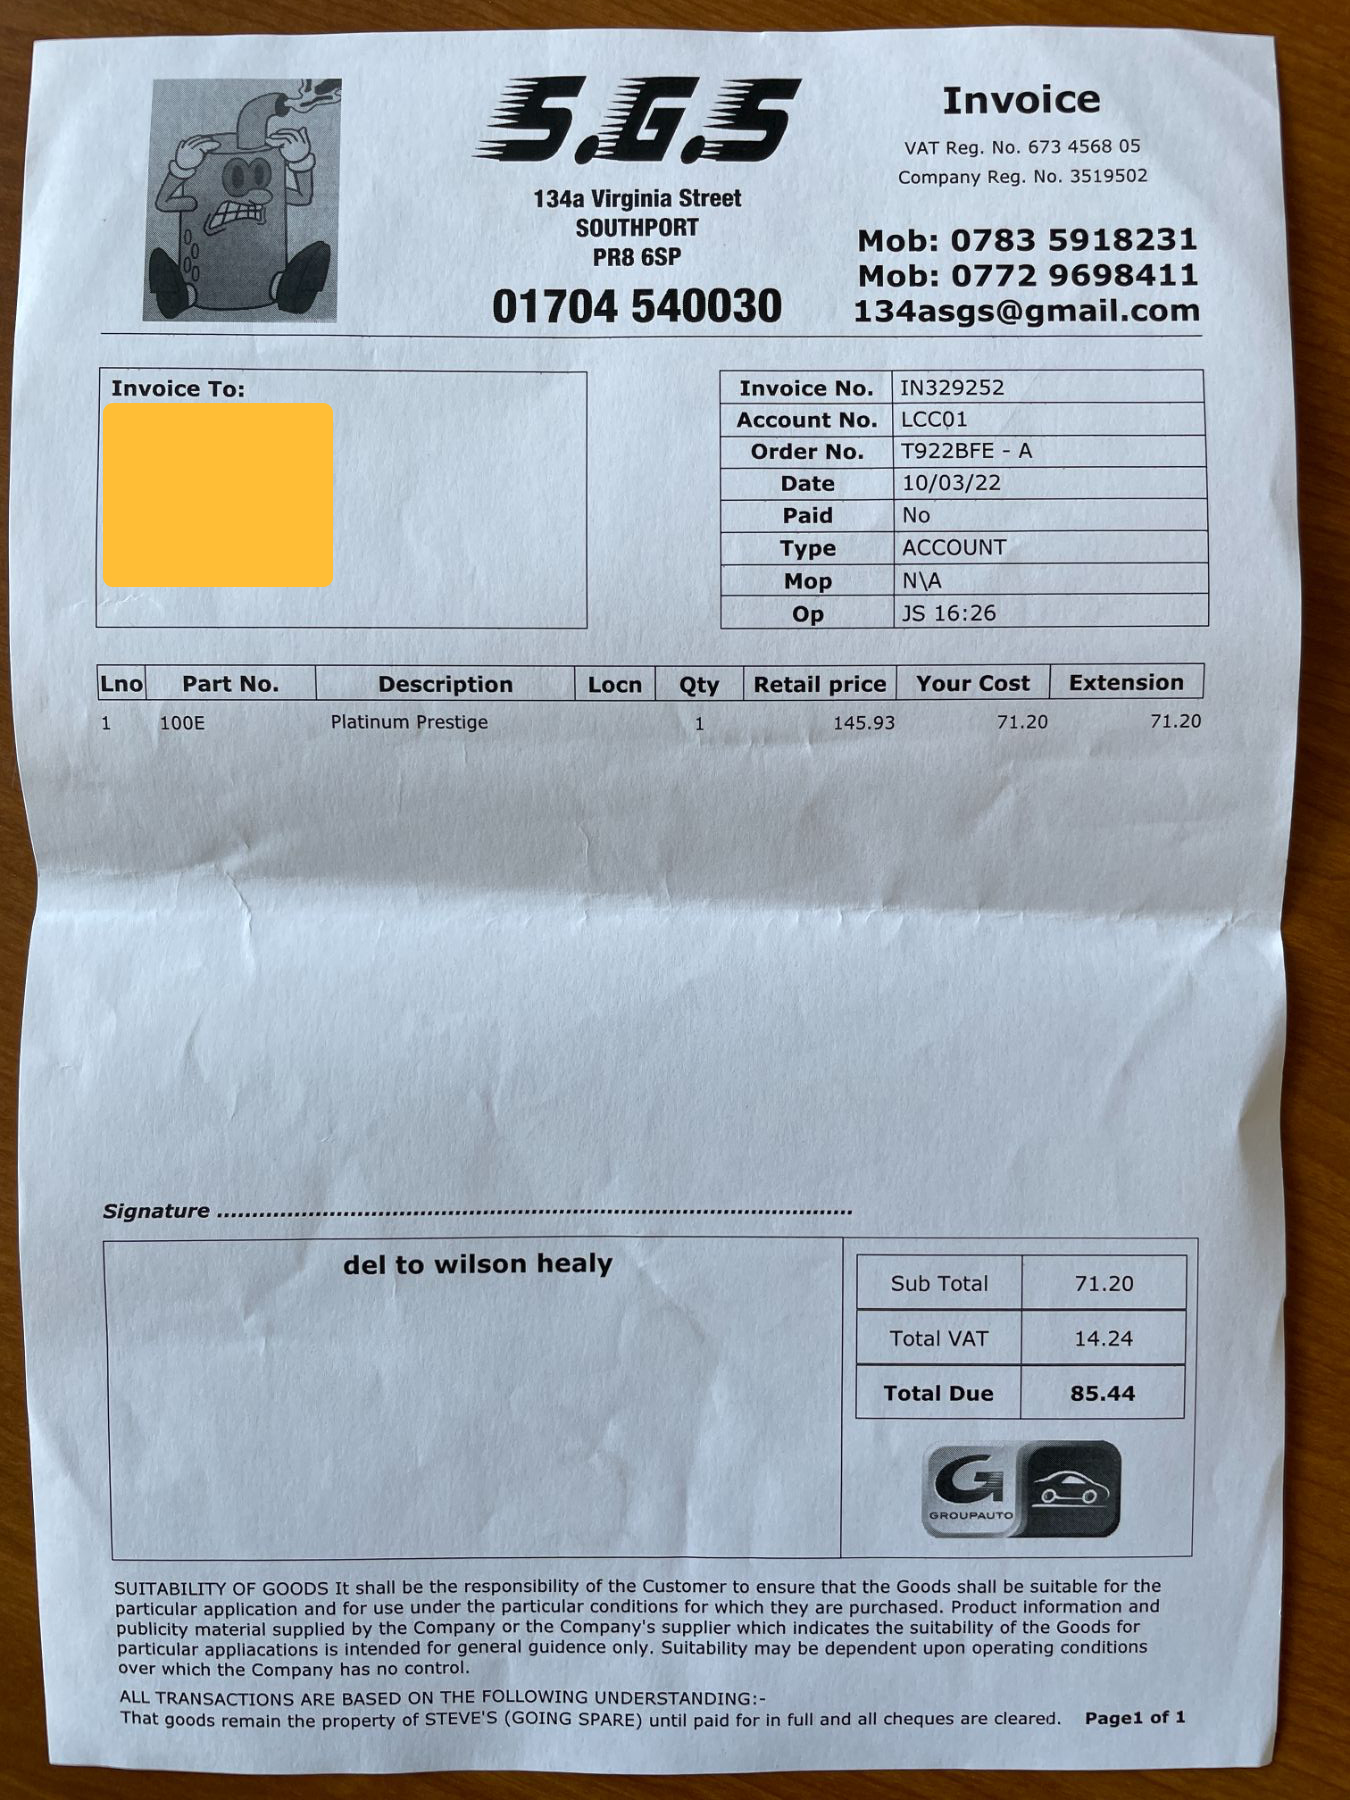 S.G.S
134a Virginia Street
SOUTHPORT
PR8 6SP
01704 540030
Invoice
VAT Reg. No. 673 4568 05
Company Reg. No. 3519502
Mob: 0783 5918231
Mob: 0772 9698411
134asgs@gmail.com
Invoice To:
Invoice No. IN329252
Account No. LCC01
Order No. T922BFE - A
Date 10/03/22
Paid No
Type ACCOUNT
Mop N\A
Op JS 16:26
Lno Part No. Description Locn Qty Retail price Your Cost Extension
1 100E Platinum Prestige 1 145.93 71.20 71.20
Signature ..........................................................................................
del to wilson healy
Sub Total 71.20
Total VAT 14.24
Total Due 85.44
G
GROUPAUTO
SUITABILITY OF GOODS It shall be the responsibility of the Customer to ensure that the Goods shall be suitable for the
particular application and for use under the particular conditions for which they are purchased. Product information and
publicity material supplied by the Company or the Company's supplier which indicates the suitability of the Goods for
particular appliacations is intended for general guidence only. Suitability may be dependent upon operating conditions
over which the Company has no control.
ALL TRANSACTIONS ARE BASED ON THE FOLLOWING UNDERSTANDING:-
That goods remain the property of STEVE'S (GOING SPARE) until paid for in full and all cheques are cleared. Page1 of 1